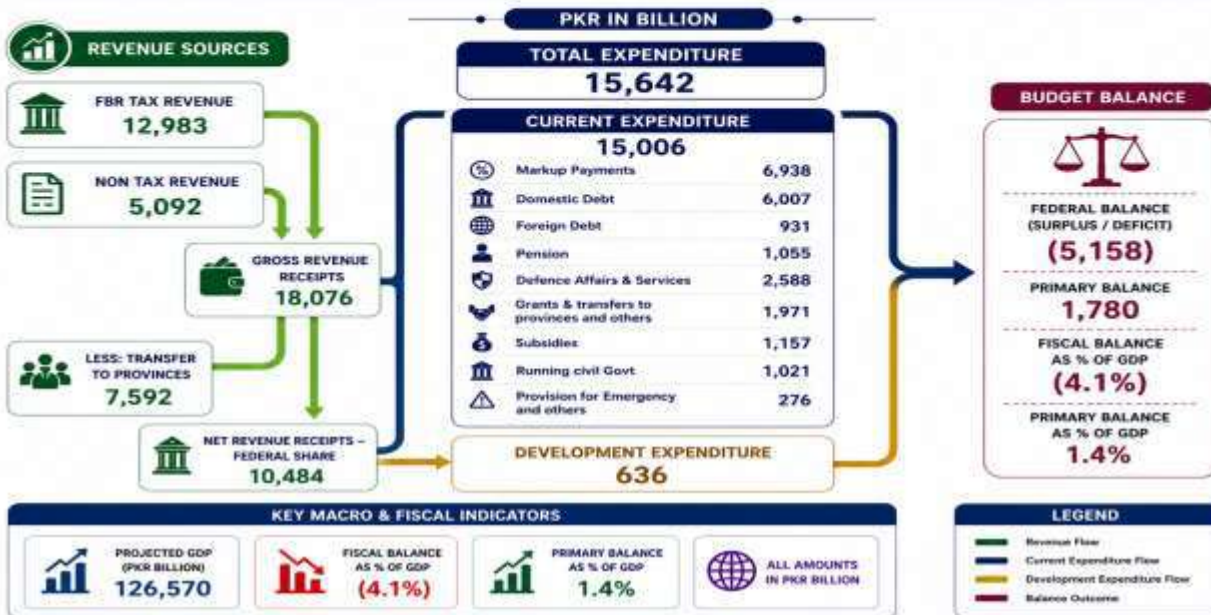 PKR IN BILLION
REVENUE SOURCES
FBR TAX REVENUE
12,983
NON TAX REVENUE
5,092
GROSS REVENUE
RECEIPTS
18,076
LESS: TRANSFER
TO PROVINCES
7,592
NET REVENUE RECEIPTS –
FEDERAL SHARE
10,484
TOTAL EXPENDITURE
15,642
CURRENT EXPENDITURE
15,006
Markup Payments 6,938
Domestic Debt 6,007
Foreign Debt 931
Pension 1,055
Defence Affairs & Services 2,588
Grants & transfers to
provinces and others 1,971
Subsidies 1,157
Running civil Govt 1,021
Provision for Emergency
and others 276
DEVELOPMENT EXPENDITURE
636
BUDGET BALANCE
FEDERAL BALANCE
(SURPLUS / DEFICIT)
(5,158)
PRIMARY BALANCE
1,780
FISCAL BALANCE
AS % OF GDP
(4.1%)
PRIMARY BALANCE
AS % OF GDP
1.4%
KEY MACRO & FISCAL INDICATORS
PROJECTED GDP
(PKR BILLION)
126,570
FISCAL BALANCE
AS % OF GDP
(4.1%)
PRIMARY BALANCE
AS % OF GDP
1.4%
ALL AMOUNTS
IN PKR BILLION
LEGEND
Revenue Flow
Current Expenditure Flow
Development Expenditure Flow
Balance Outcome